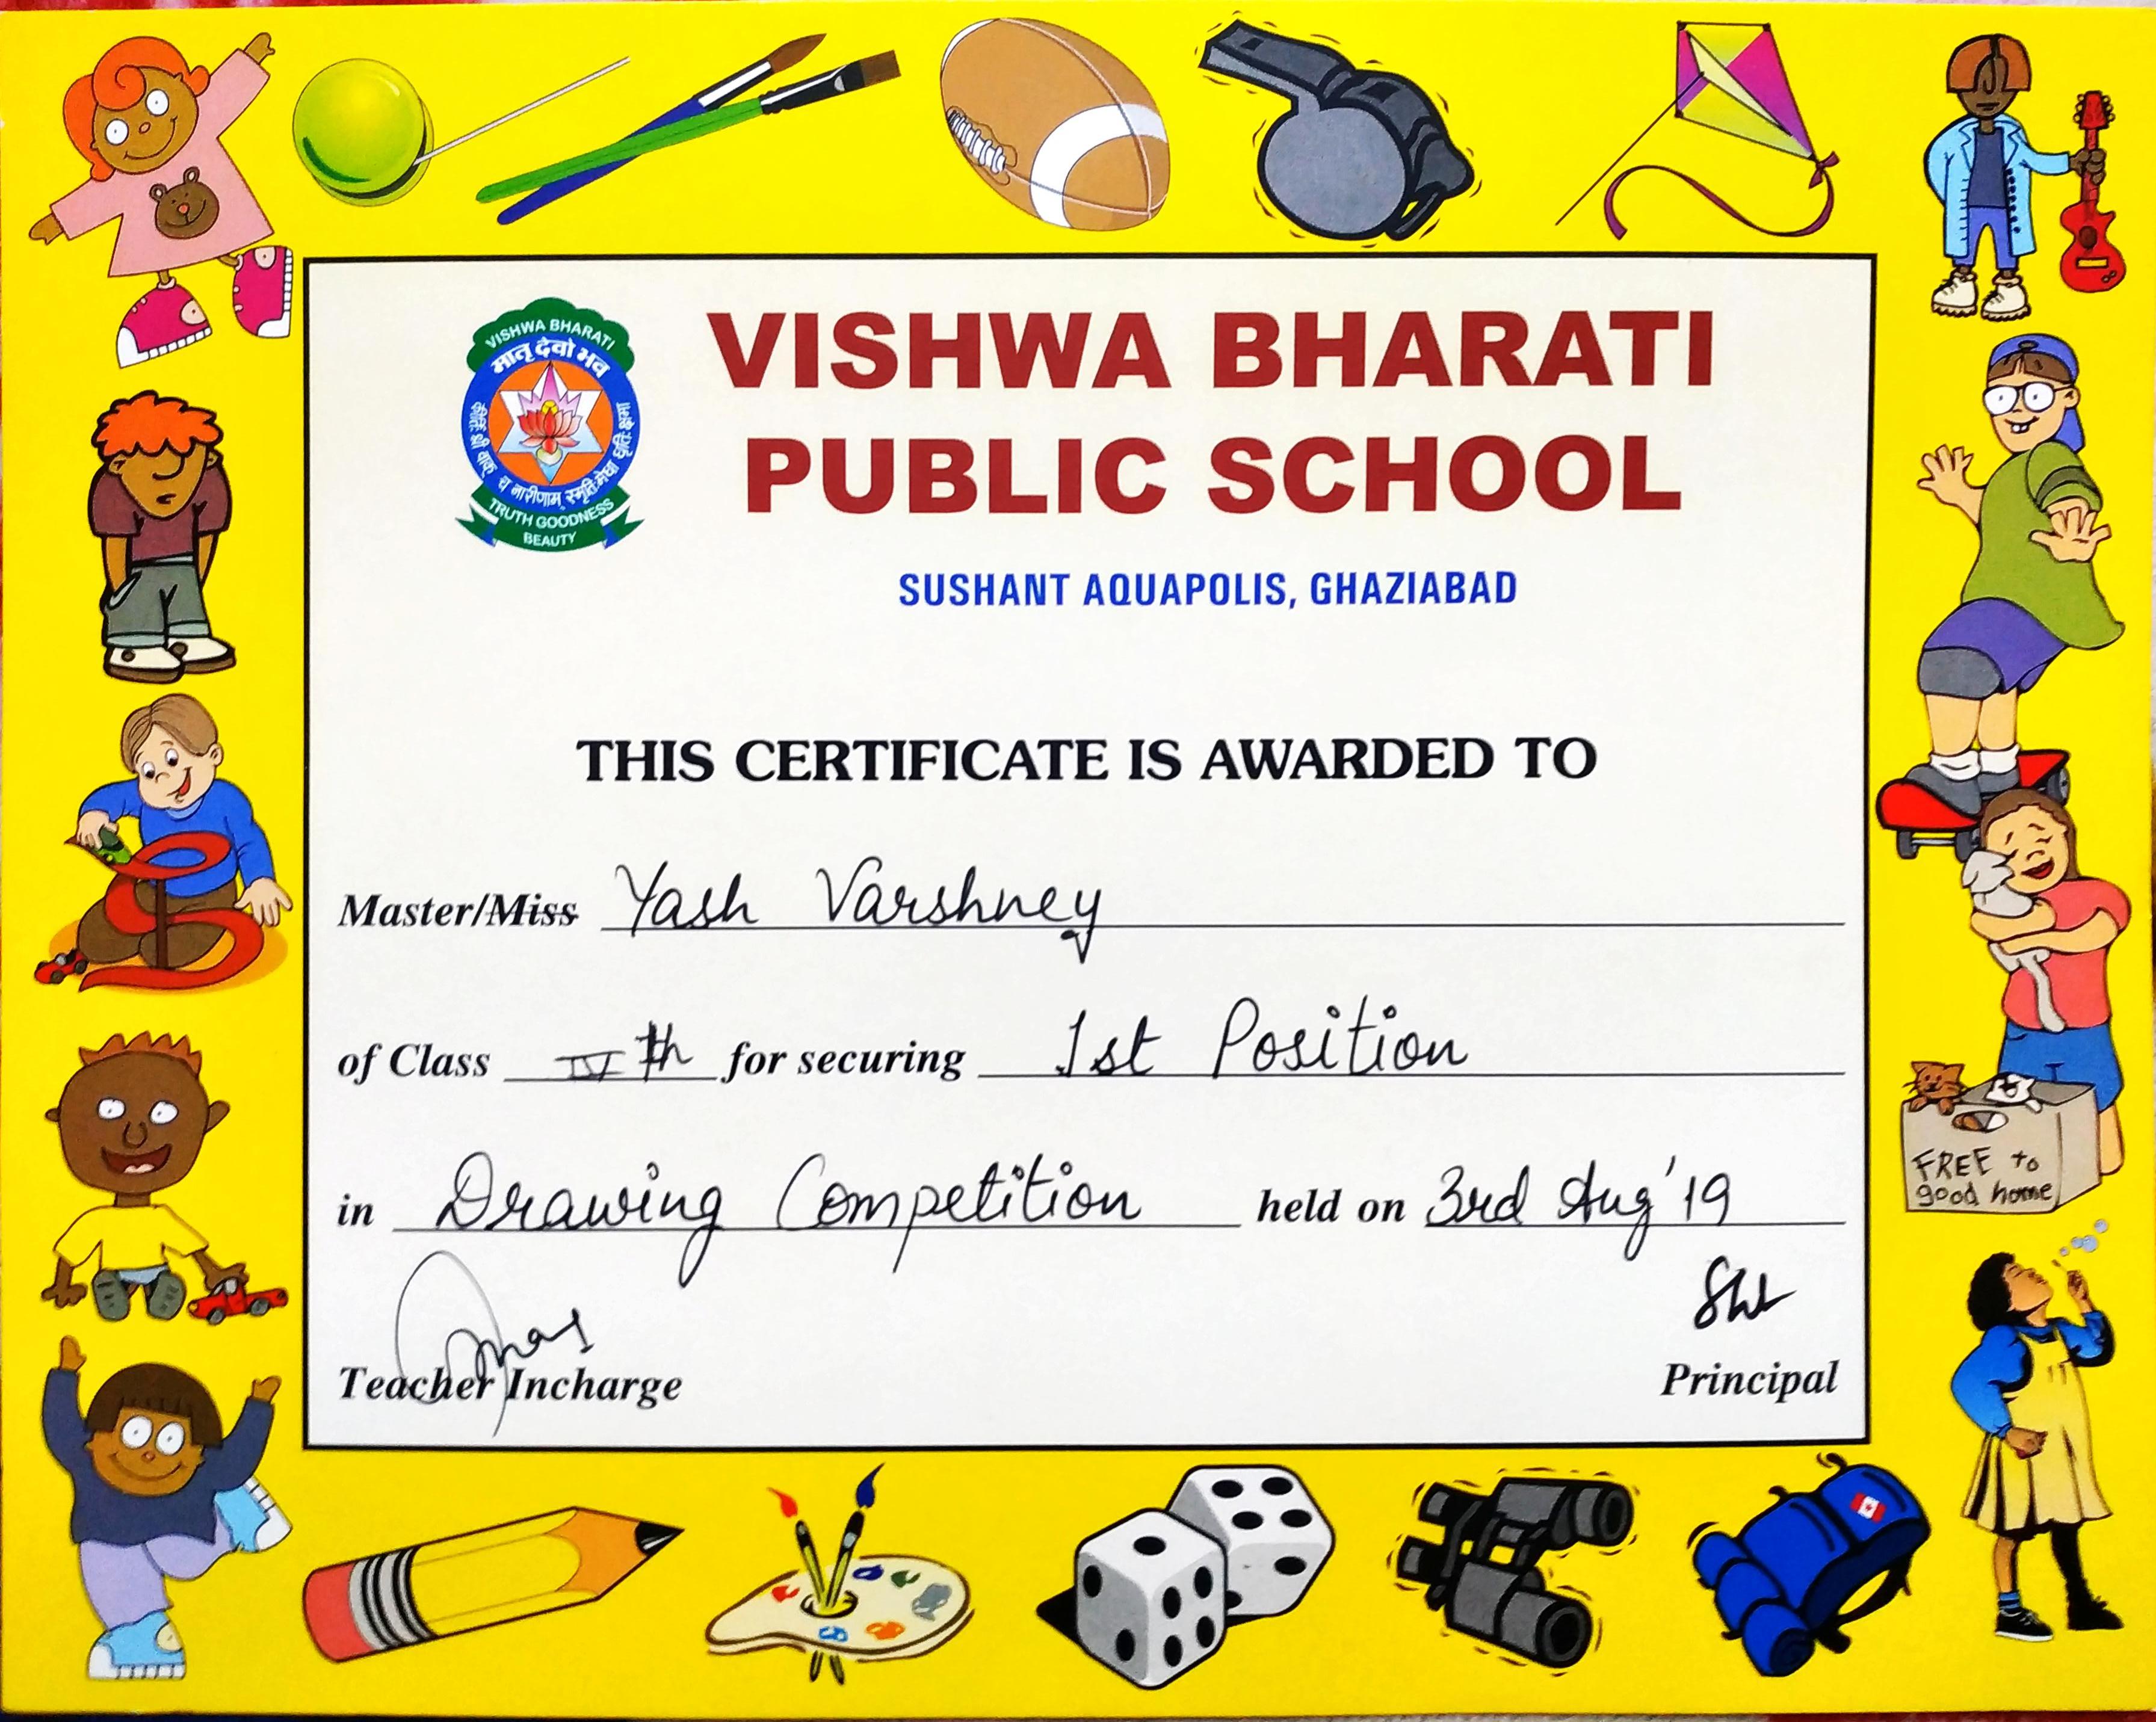 VISHWA BHARATI
मातृ देवो भव
कीर्तिः श्री वाक् च नारीणाम् स्मृतिः मेधा धृतिः क्षमा
TRUTH GOODNESS
BEAUTY
VISHWA BHARATI
PUBLIC SCHOOL
SUSHANT AQUAPOLIS, GHAZIABAD
THIS CERTIFICATE IS AWARDED TO
Master/Miss Yash Varshney
of Class IVth for securing 1st Position
in Drawing Competition held on 3rd Aug'19
Teacher Incharge
Principal
FREE to
good home